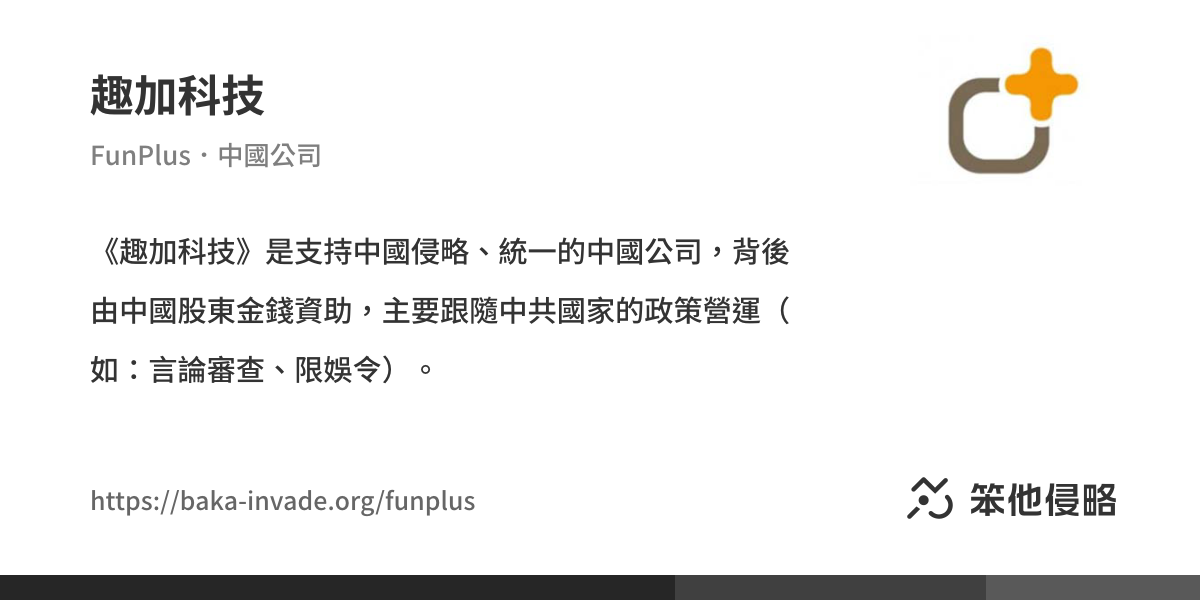 趣加科技
FunPlus・中國公司
《趣加科技》是支持中國侵略、統一的中國公司，背後
由中國股東金錢資助，主要跟隨中共國家的政策營運（
如：言論審查、限娛令）。
https://baka-invade.org/funplus
笨他侵略